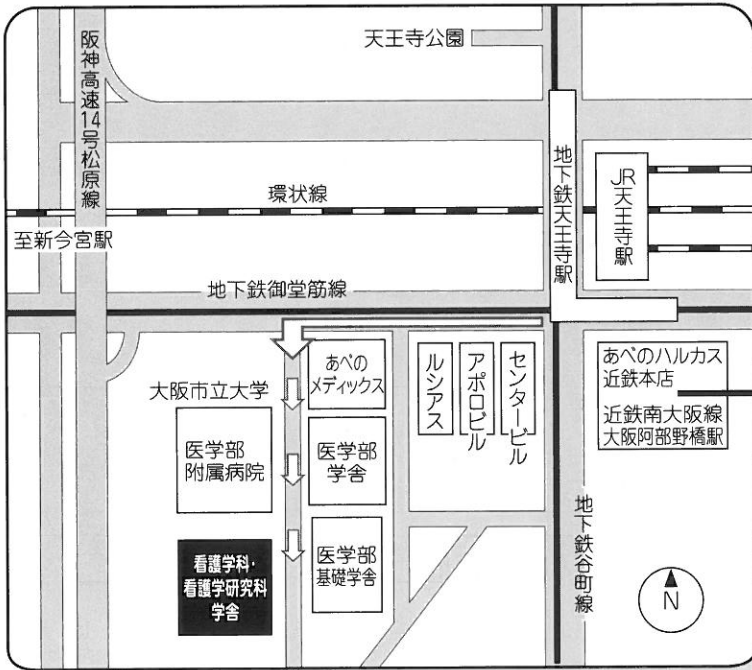 天王寺公園
阪神高速14号松原線
地下鉄天王寺駅
JR天王寺駅
環状線
至新今宮駅
地下鉄御堂筋線
あべの
メディックス
ルシアス
アポロビル
センタービル
あべのハルカス
近鉄本店
近鉄南大阪線
大阪阿部野橋駅
大阪市立大学
医学部
附属病院
医学部
学舎
看護学科・
看護学研究科
学舎
医学部
基礎学舎
地下鉄谷町線
N